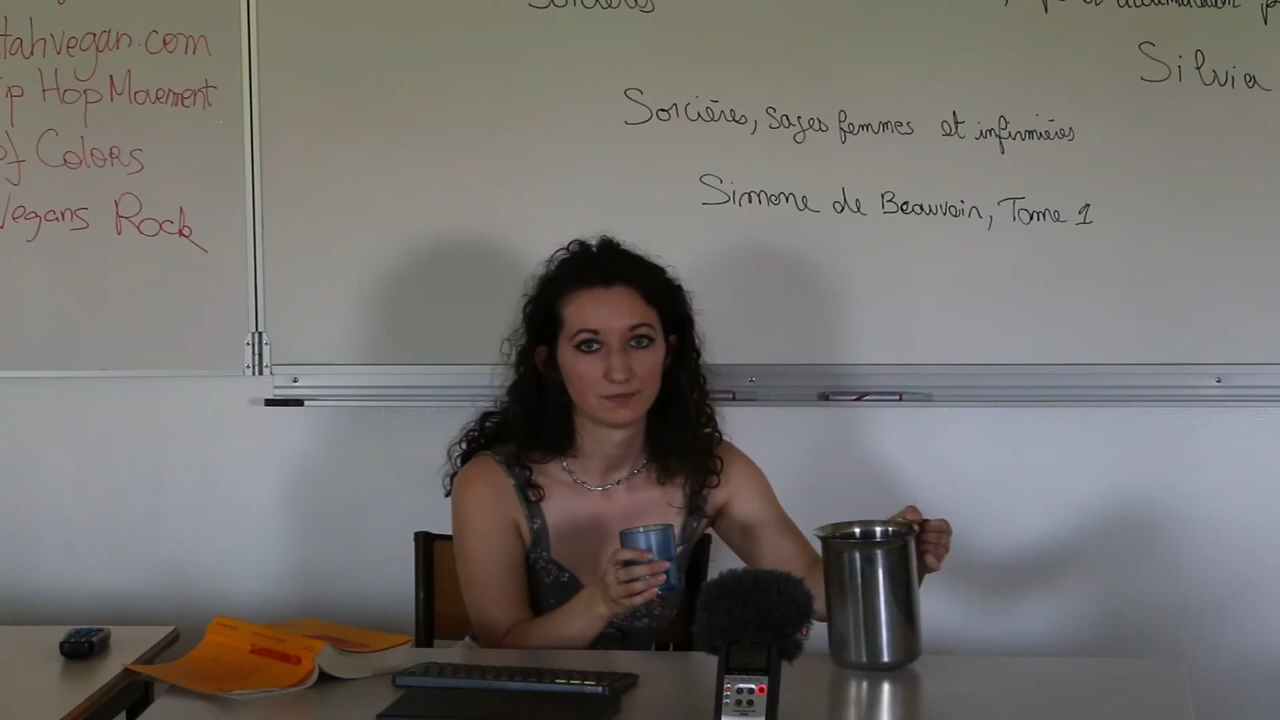 tahvegan.com
ip Hop Movement
of Colors
Vegans Rock
Sorcières
Silvia
Sorcières, sages femmes et infirmières
Simone de Beauvoir, Tome 1